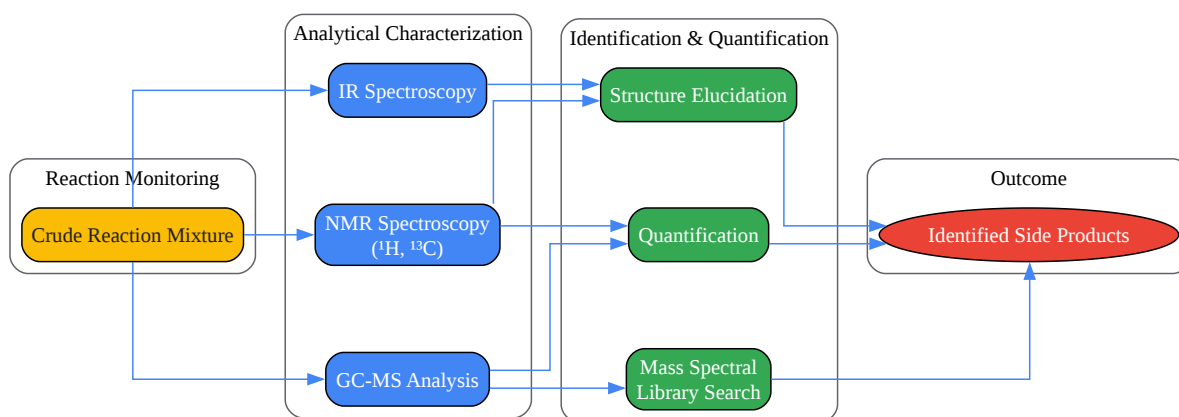 Reaction Monitoring
Crude Reaction Mixture
Analytical Characterization
IR Spectroscopy
NMR Spectroscopy
(¹H, ¹³C)
GC-MS Analysis
Identification & Quantification
Structure Elucidation
Quantification
Mass Spectral
Library Search
Outcome
Identified Side Products